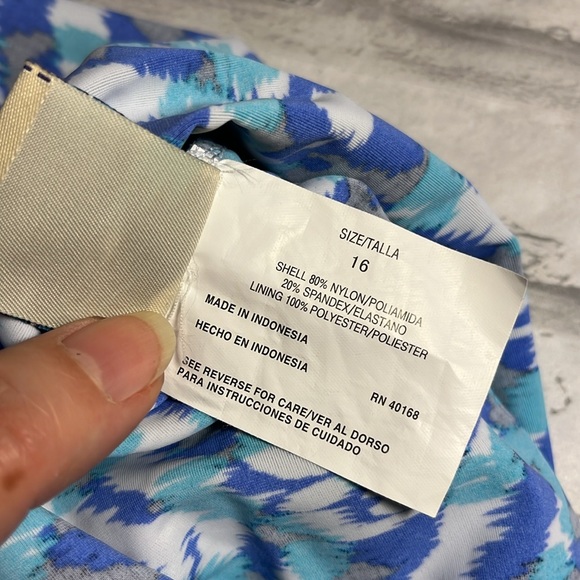 SIZE/TALLA
16
SHELL 80% NYLON/POLIAMIDA
20% SPANDEX/ELASTANO
LINING 100% POLYESTER/POLIESTER
MADE IN INDONESIA
HECHO EN INDONESIA
RN 40168
SEE REVERSE FOR CARE/VER AL DORSO
PARA INSTRUCCIONES DE CUIDADO